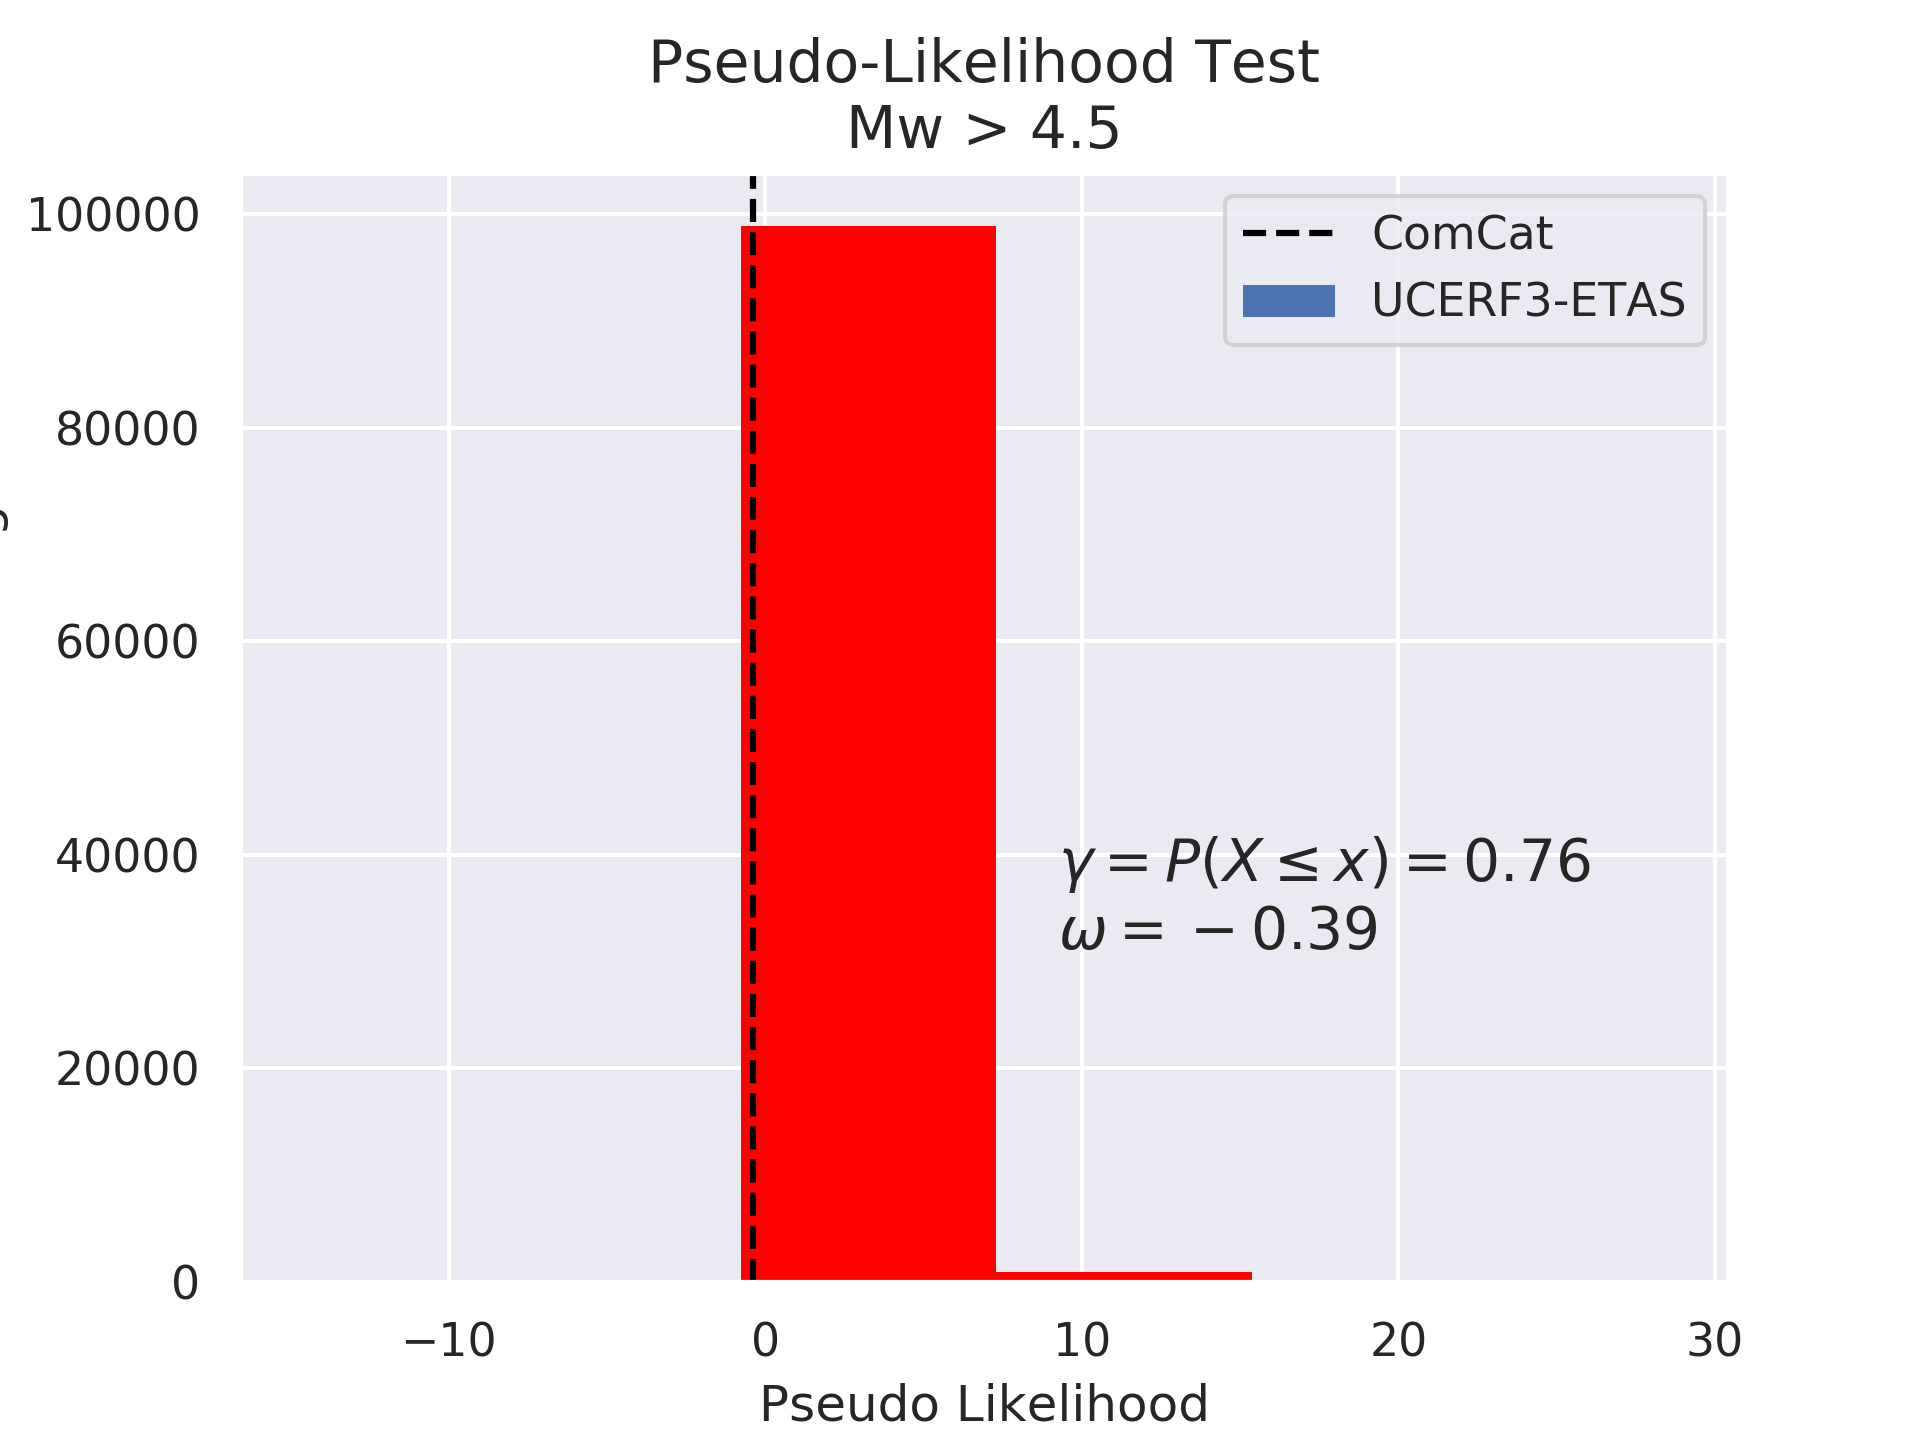 Pseudo-Likelihood Test
Mw > 4.5
100000
80000
60000
40000
20000
0
ComCat
UCERF3-ETAS
γ = P(X ≤ x) = 0.76
ω = − 0.39
−10
0
10
20
30
Pseudo Likelihood